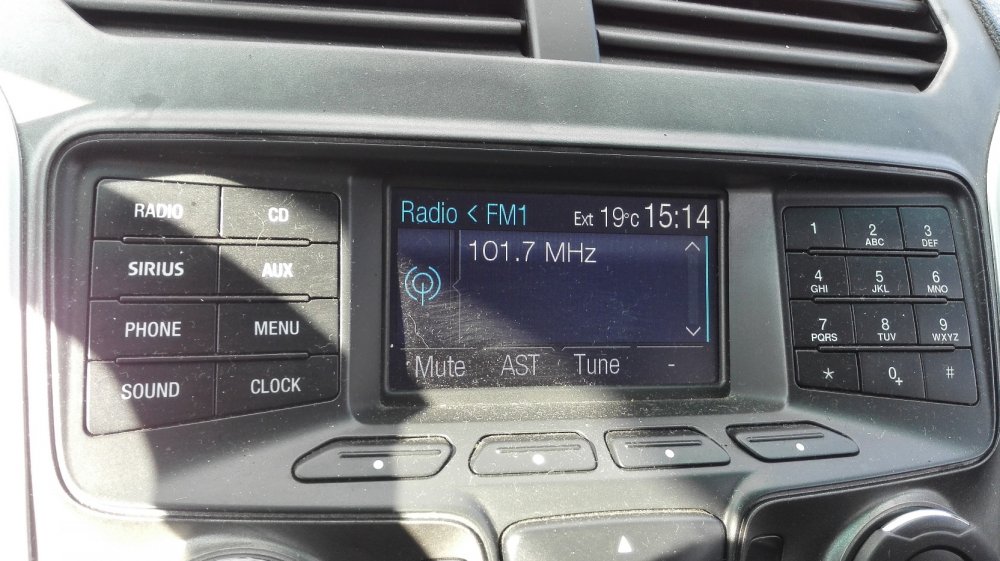 RADIO CD
SIRIUS AUX
PHONE MENU
SOUND CLOCK
Radio < FM1 Ext 19°C 15:14
101.7 MHz
Mute AST Tune -
1 2 ABC 3 DEF
4 GHI 5 JKL 6 MNO
7 PQRS 8 TUV 9 WXYZ
* 0+ #